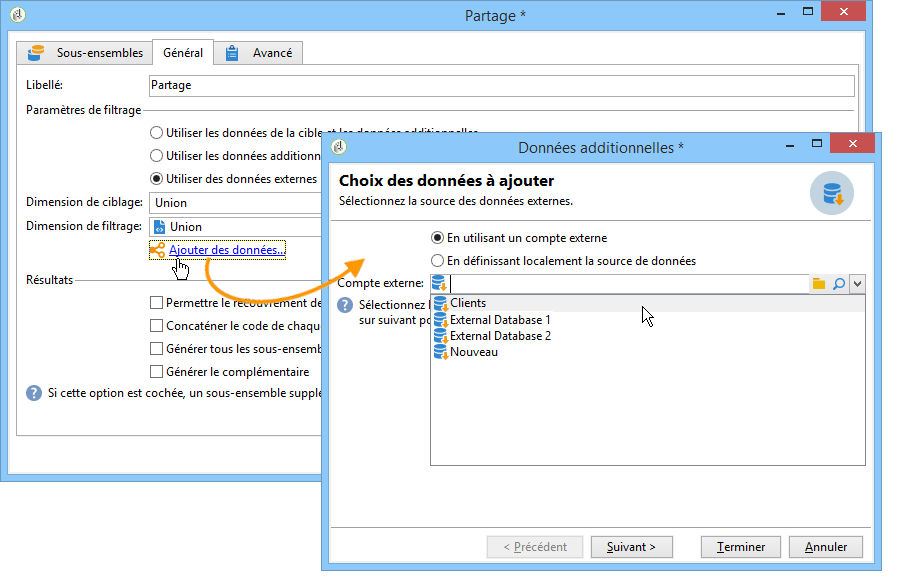 Partage *
Sous-ensembles Général Avancé
Libellé: Partage
Paramètres de filtrage
Utiliser les données de la cible et les données additionnelles
Utiliser les données additionn
Utiliser des données externes
Dimension de ciblage: Union
Dimension de filtrage: Union
Ajouter des données...
Résultats
Permettre le recouvrement de
Concaténer le code de chaqu
Générer tous les sous-ensemb
Générer le complémentaire
Si cette option est cochée, un sous-ensemble supplé
Données additionnelles *
Choix des données à ajouter
Sélectionnez la source des données externes.
En utilisant un compte externe
En définissant localement la source de données
Compte externe:
Sélectionnez l
sur suivant po
Clients
External Database 1
External Database 2
Nouveau
< Précédent Suivant > Terminer Annuler